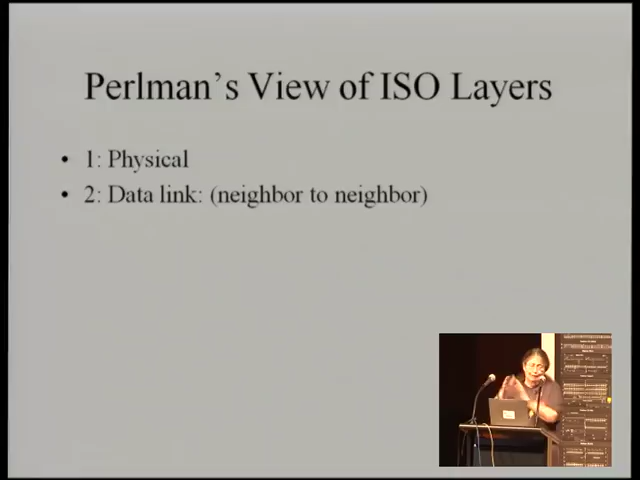 Perlman's View of ISO Layers
• 1: Physical
• 2: Data link: (neighbor to neighbor)